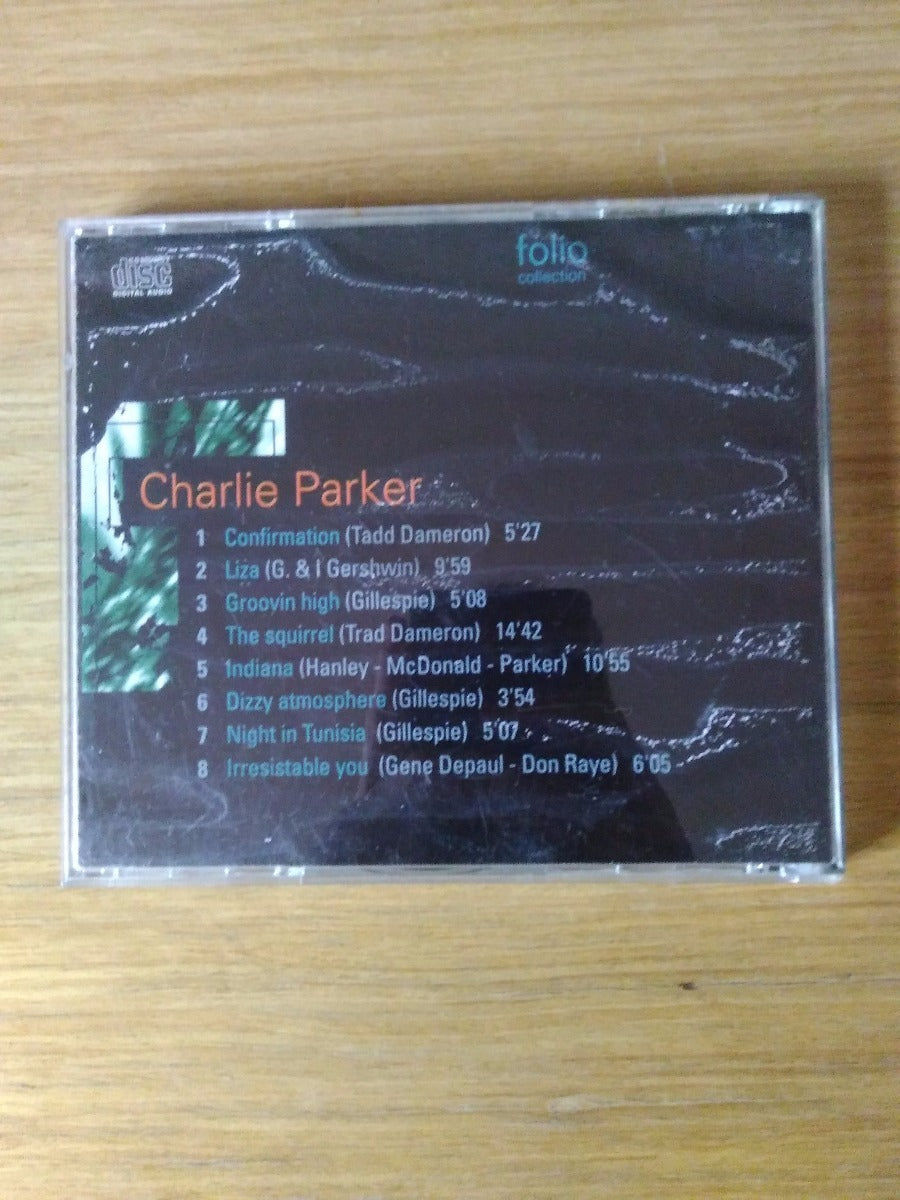 COMPACT
disc
DIGITAL AUDIO
folio
collection
Charlie Parker
1 Confirmation (Tadd Dameron) 5'27
2 Liza (G. & I Gershwin) 9'59
3 Groovin high (Gillespie) 5'08
4 The squirrel (Trad Dameron) 14'42
5 Indiana (Hanley - McDonald - Parker) 10'55
6 Dizzy atmosphere (Gillespie) 3'54
7 Night in Tunisia (Gillespie) 5'07
8 Irresistable you (Gene Depaul - Don Raye) 6'05